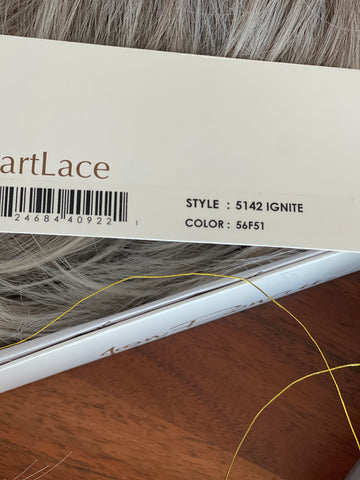 artLace
STYLE : 5142 IGNITE
24684 40922
COLOR : 56F51